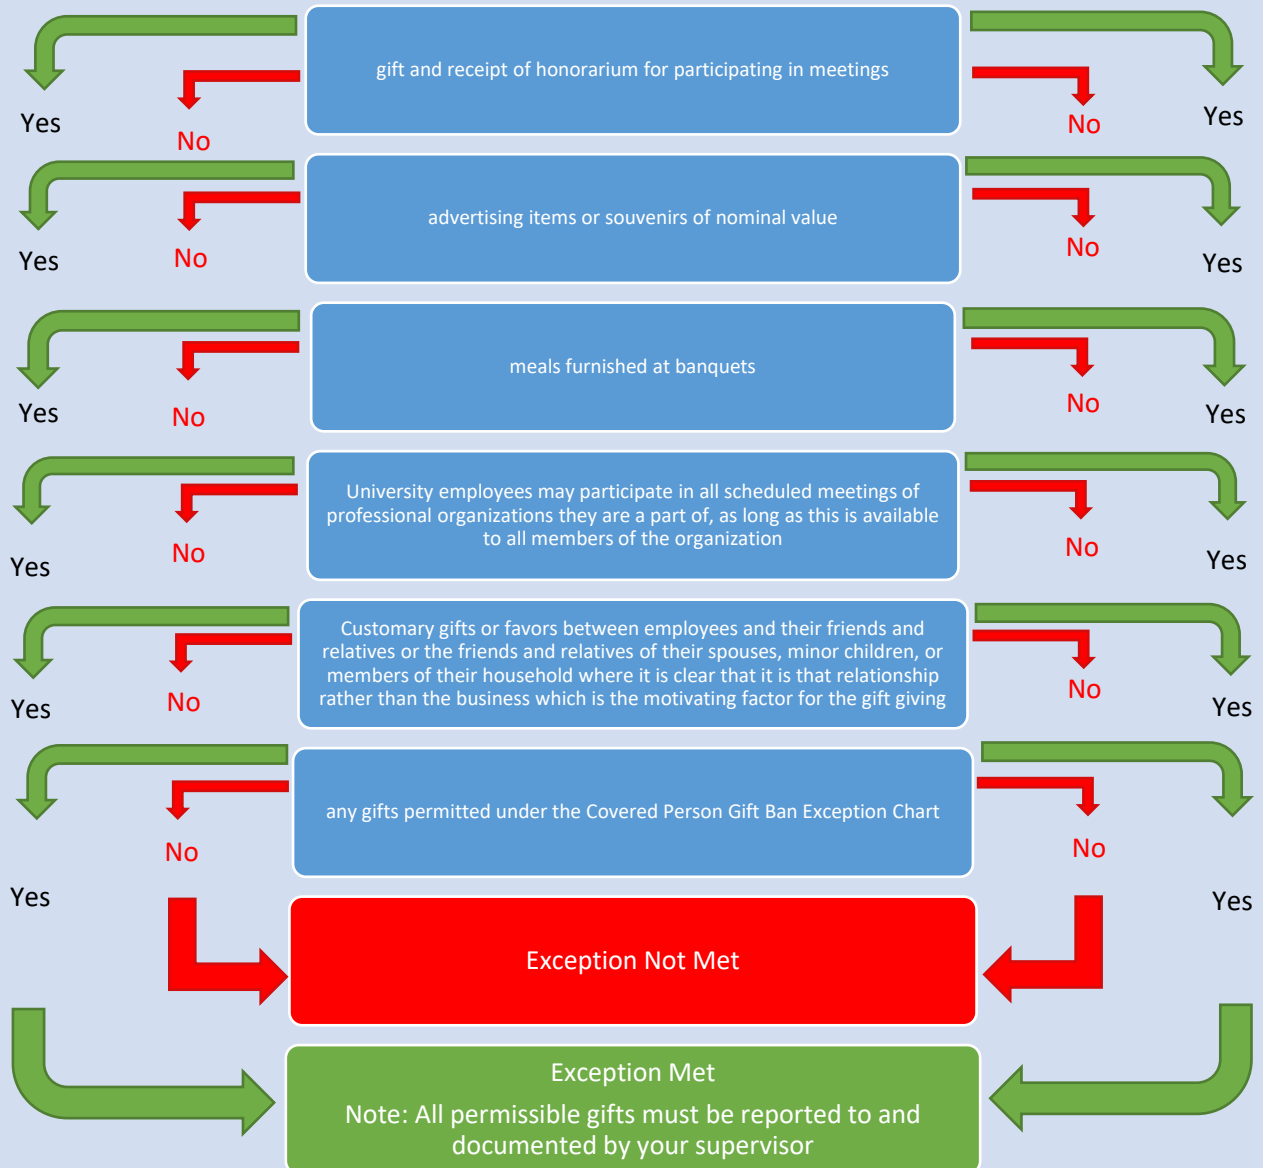 gift and receipt of honorarium for participating in meetings
Yes
No
No
Yes
advertising items or souvenirs of nominal value
Yes
No
No
Yes
meals furnished at banquets
Yes
No
No
Yes
University employees may participate in all scheduled meetings of
professional organizations they are a part of, as long as this is available
to all members of the organization
Yes
No
No
Yes
Customary gifts or favors between employees and their friends and
relatives or the friends and relatives of their spouses, minor children, or
members of their household where it is clear that it is that relationship
rather than the business which is the motivating factor for the gift giving
Yes
No
No
Yes
any gifts permitted under the Covered Person Gift Ban Exception Chart
No
No
Yes
Yes
Exception Not Met
Exception Met
Note: All permissible gifts must be reported to and
documented by your supervisor